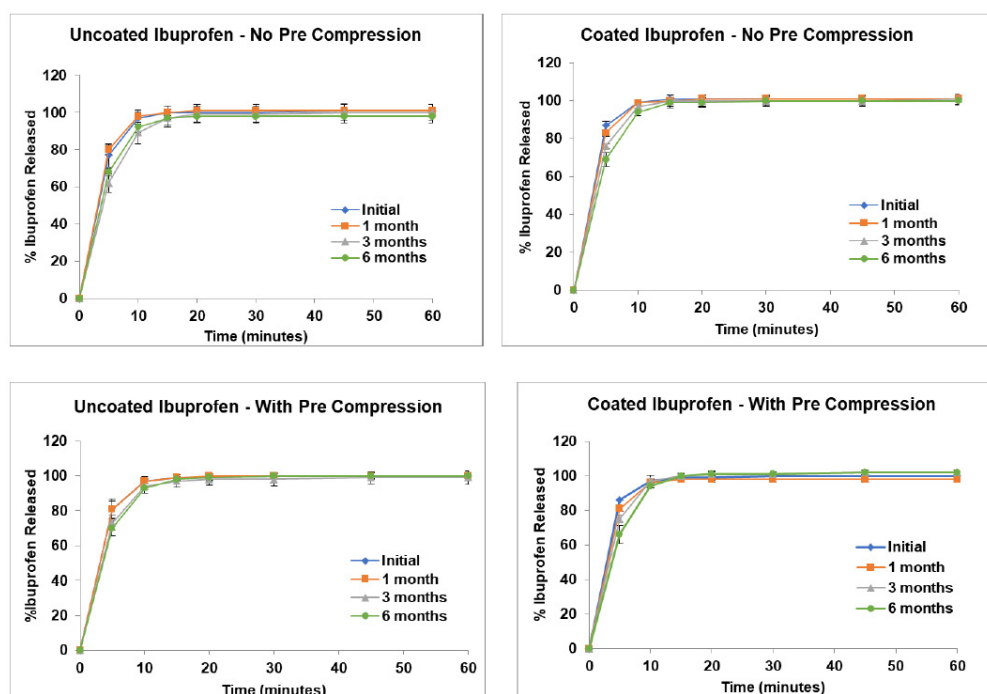 Uncoated Ibuprofen - No Pre Compression
120
100
80
60
40
20
0
% Ibuprofen Released
Initial
1 month
3 months
6 months
0 10 20 30 40 50 60
Time (minutes)
Coated Ibuprofen - No Pre Compression
120
100
80
60
40
20
0
% Ibuprofen Released
Initial
1 month
3 months
6 months
0 10 20 30 40 50 60
Time (minutes)
Uncoated Ibuprofen - With Pre Compression
120
100
80
60
40
20
0
%Ibuprofen Released
Initial
1 month
3 months
6 months
0 10 20 30 40 50 60
Time (minutes)
Coated Ibuprofen - With Pre Compression
120
100
80
60
40
20
0
% Ibuprofen Released
Initial
1 month
3 months
6 months
0 10 20 30 40 50 60
Time (minutes)